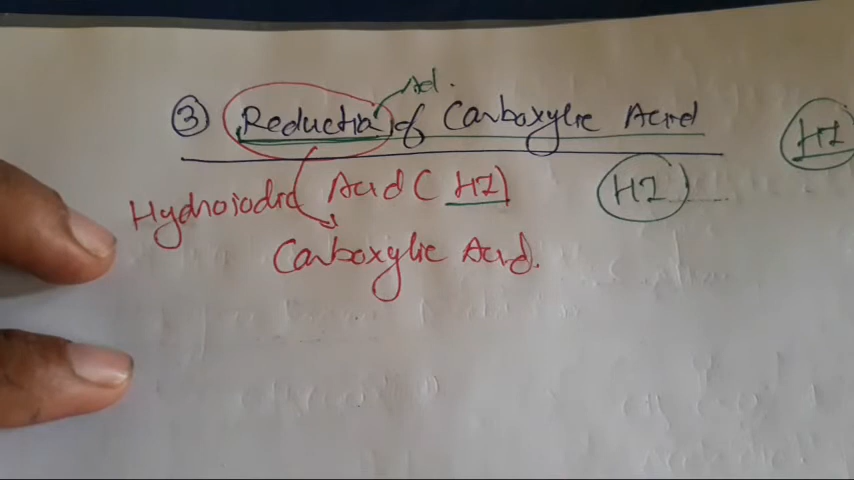 Ad.
③ Reduction of Carboxylic Acid
HI
Hydroiodic Acid (HI)
HI
Carboxylic Acid.